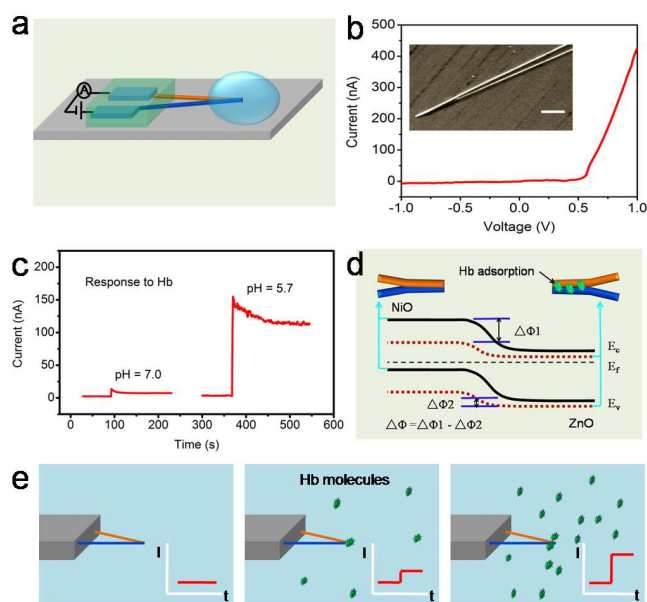 a
A
b
500
400
300
200
100
0
Current (nA)
-1.0 -0.5 0.0 0.5 1.0
Voltage (V)
c
Response to Hb
pH = 5.7
pH = 7.0
200
150
100
50
0
Current (nA)
0 100 200 300 400 500 600
Time (s)
d
Hb adsorption
NiO
△Φ1
Ec
Ef
△Φ2
Ev
△Φ =△Φ1 - △Φ2
ZnO
e
I
t
Hb molecules
I
t
I
t